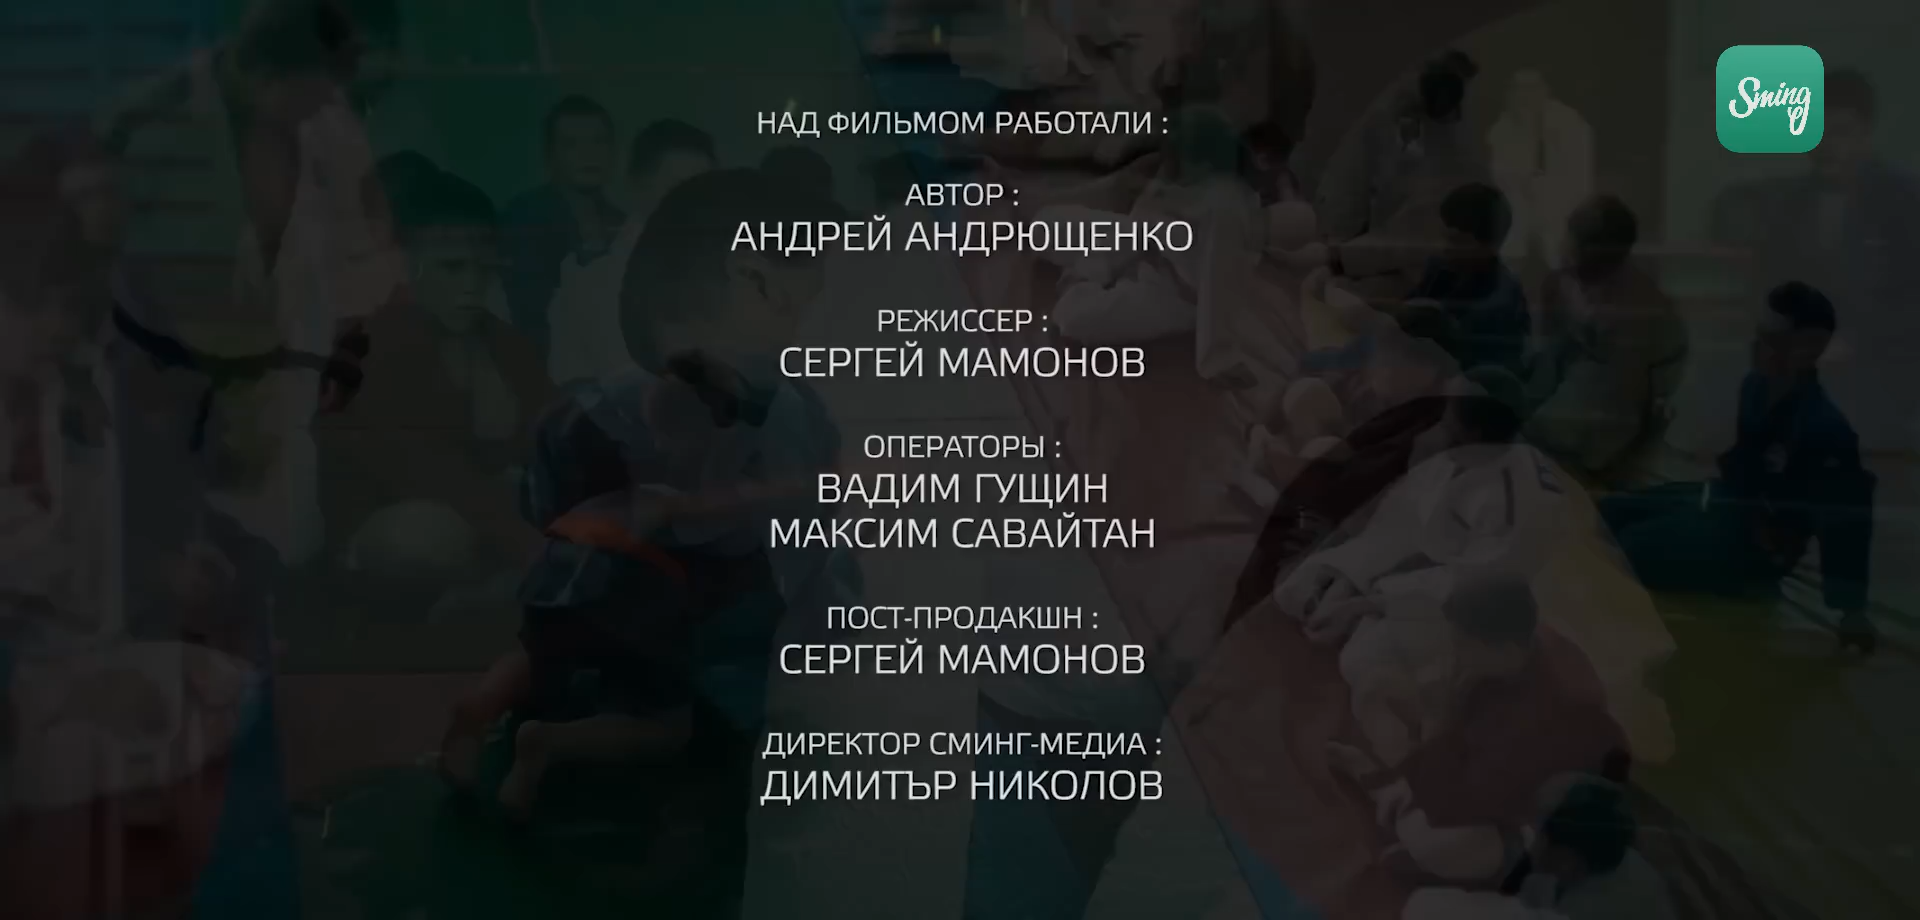 Sming
НАД ФИЛЬМОМ РАБОТАЛИ :
АВТОР :
АНДРЕЙ АНДРЮЩЕНКО
РЕЖИССЕР :
СЕРГЕЙ МАМОНОВ
ОПЕРАТОРЫ :
ВАДИМ ГУЩИН
МАКСИМ САВАЙТАН
ПОСТ-ПРОДАКШН :
СЕРГЕЙ МАМОНОВ
ДИРЕКТОР СМИНГ-МЕДИА :
ДИМИТЪР НИКОЛОВ